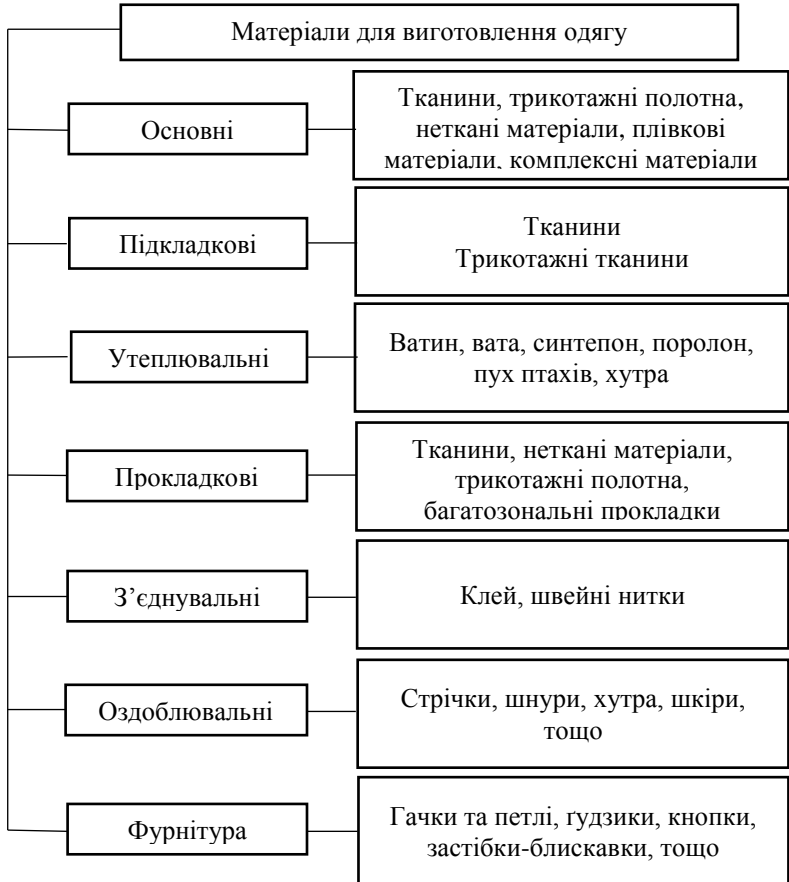 Матеріали для виготовлення одягу
Основні
Тканини, трикотажні полотна,
неткані матеріали, плівкові
матеріали, комплексні матеріали
Підкладкові
Тканини
Трикотажні тканини
Утеплювальні
Ватин, вата, синтепон, поролон,
пух птахів, хутра
Прокладкові
Тканини, неткані матеріали,
трикотажні полотна,
багатозональні прокладки
З’єднувальні
Клей, швейні нитки
Оздоблювальні
Стрічки, шнури, хутра, шкіри,
тощо
Фурнітура
Гачки та петлі, ґудзики, кнопки,
застібки-блискавки, тощо